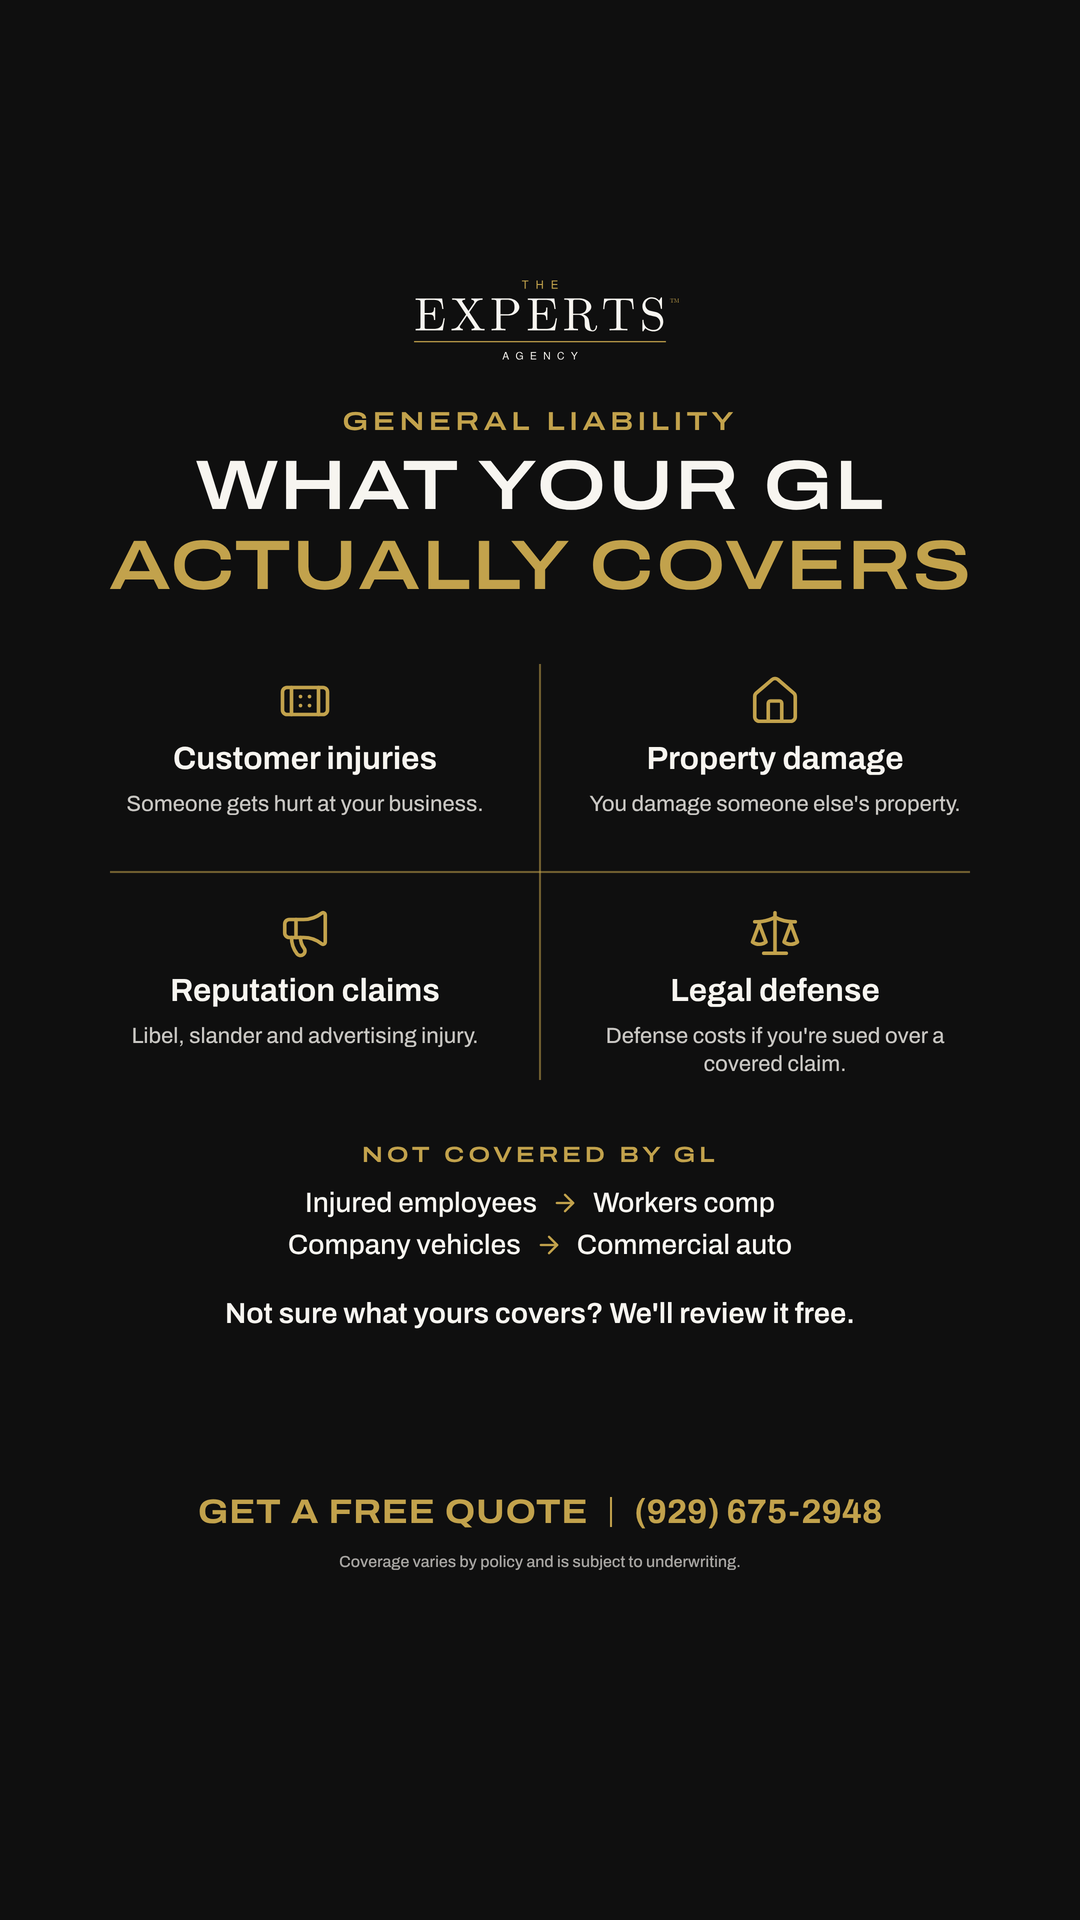 THE
EXPERTS™
AGENCY
GENERAL LIABILITY
WHAT YOUR GL
ACTUALLY COVERS
Customer injuries
Someone gets hurt at your business.
Property damage
You damage someone else's property.
Reputation claims
Libel, slander and advertising injury.
Legal defense
Defense costs if you're sued over a
covered claim.
NOT COVERED BY GL
Injured employees → Workers comp
Company vehicles → Commercial auto
Not sure what yours covers? We'll review it free.
GET A FREE QUOTE | (929) 675-2948
Coverage varies by policy and is subject to underwriting.